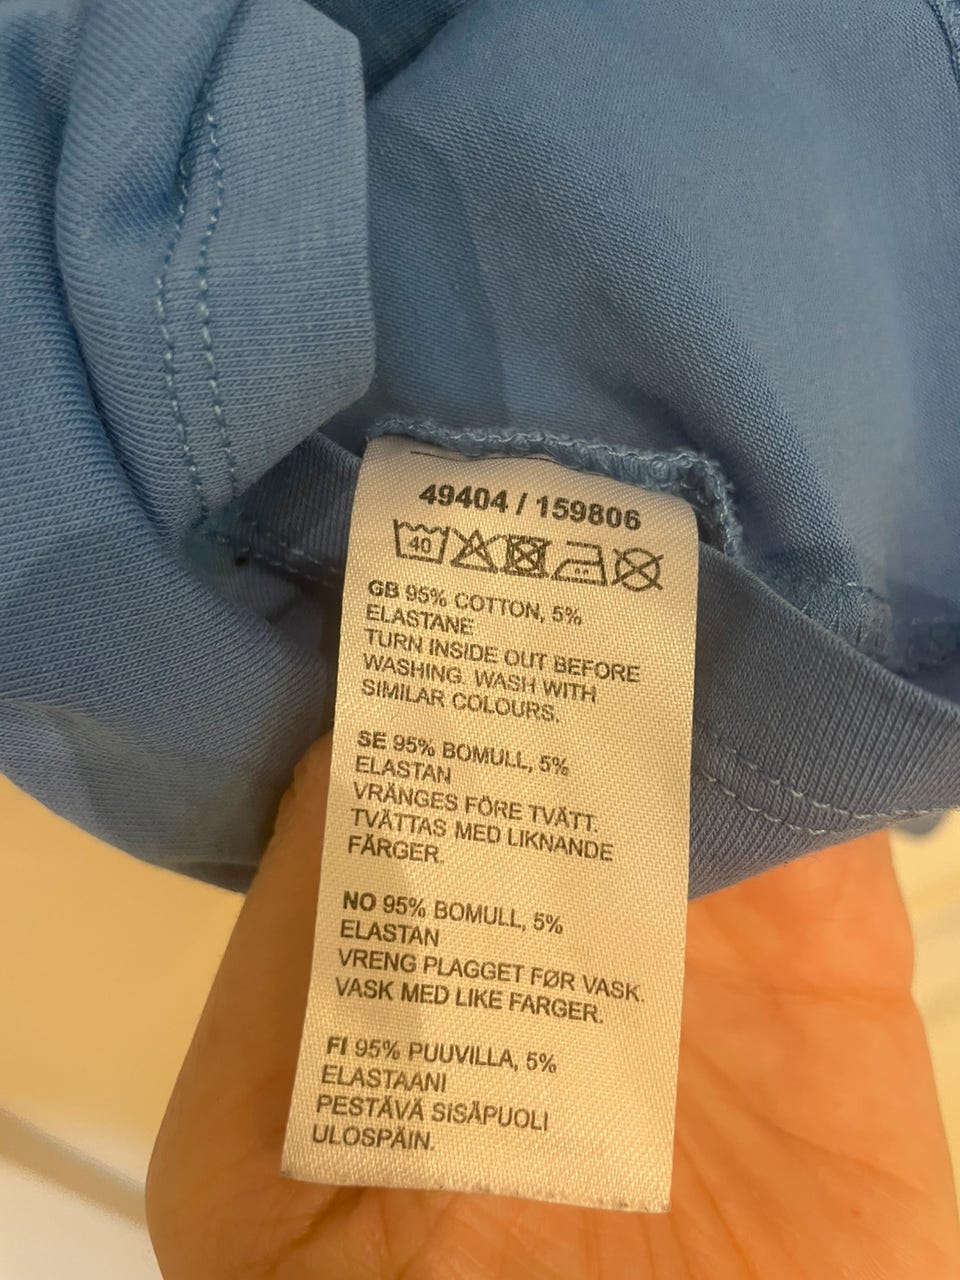 49404 / 159806
40
GB 95% COTTON, 5%
ELASTANE
TURN INSIDE OUT BEFORE
WASHING. WASH WITH
SIMILAR COLOURS.
SE 95% BOMULL, 5%
ELASTAN
VRÄNGES FÖRE TVÄTT.
TVÄTTAS MED LIKNANDE
FÄRGER.
NO 95% BOMULL, 5%
ELASTAN
VRENG PLAGGET FØR VASK.
VASK MED LIKE FARGER.
FI 95% PUUVILLA, 5%
ELASTAANI
PESTÄVÄ SISÄPUOLI
ULOSPÄIN.